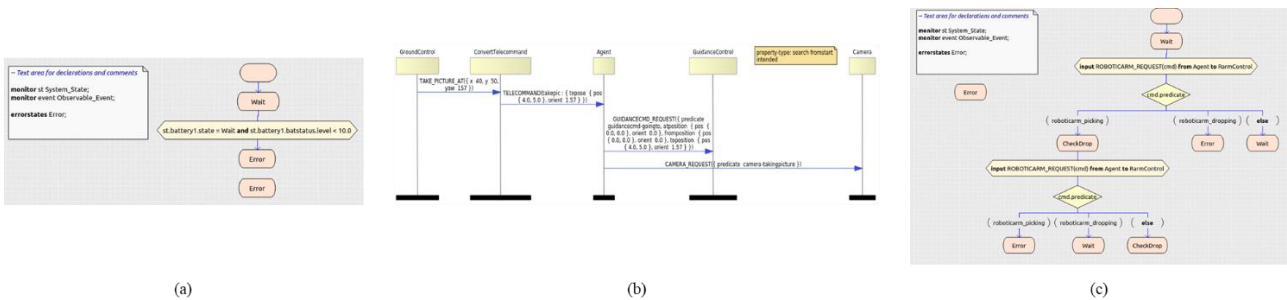 -- Text area for declerations and comments
monitor st System_State;
monitor event Observable_Event;
errorstates Error;
Wait
st.battery1.state = Wait and st.battery1.batstatus.level < 10.0
Error
Error
(a)
GroundControl
ConvertTelecommand
Agent
GuidanceControl
property-type: search fromstart
intended
Camera
TAKE_PICTURE_AT({ x 40, y 50,
yaw 157 })
TELECOMMAND(takepic : { tepose { pos
{ 4.0, 5.0 }, orient 1.57 } })
GUIDANCECMD_REQUEST({ predicate
guidancecmd-goingto, atposition { pos {
0.0, 0.0 }, orient 0.0 }, fromposition { pos
{ 0.0, 0.0 }, orient 0.0 }, toposition { pos
{ 4.0, 5.0 }, orient 1.57 } })
CAMERA_REQUEST({ predicate camera-takingpicture })
(b)
-- Text area for declerations and comments
monitor st System_State;
monitor event Observable_Event;
errorstates Error;
Error
Wait
input ROBOTICARM_REQUEST(cmd) from Agent to RarmControl
cmd.predicate
( roboticarm_picking ) ( roboticarm_dropping ) ( else )
CheckDrop Error Wait
input ROBOTICARM_REQUEST(cmd) from Agent to RarmControl
cmd.predicate
( roboticarm_picking ) ( roboticarm_dropping ) ( else )
Error Wait CheckDrop
(c)